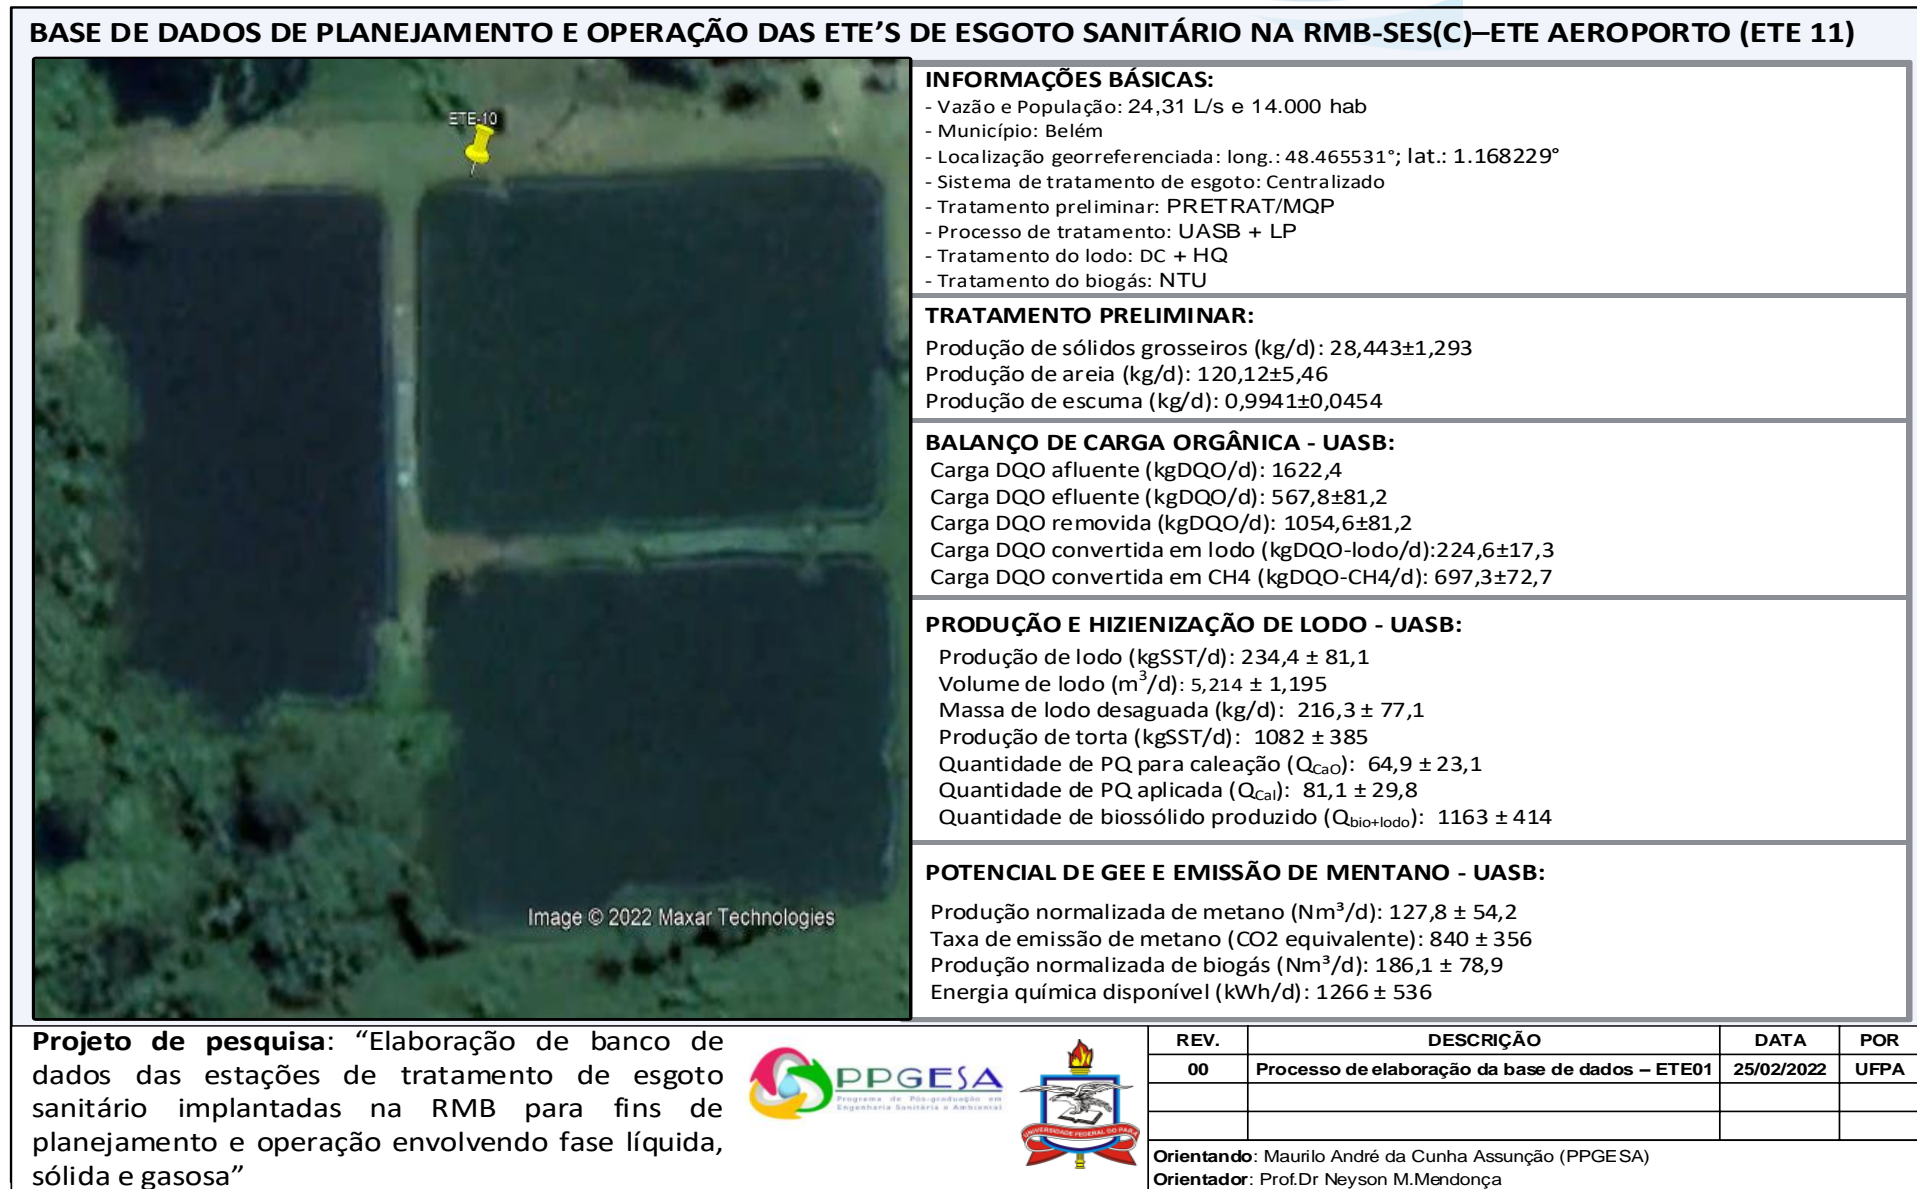 BASE DE DADOS DE PLANEJAMENTO E OPERAÇÃO DAS ETE'S DE ESGOTO SANITÁRIO NA RMB-SES(C)–ETE AEROPORTO (ETE 11)
ETE-10
Image © 2022 Maxar Technologies
INFORMAÇÕES BÁSICAS:
- Vazão e População: 24,31 L/s e 14.000 hab
- Município: Belém
- Localização georreferenciada: long.: 48.465531°; lat.: 1.168229°
- Sistema de tratamento de esgoto: Centralizado
- Tratamento preliminar: PRETRAT/MQP
- Processo de tratamento: UASB + LP
- Tratamento do lodo: DC + HQ
- Tratamento do biogás: NTU
TRATAMENTO PRELIMINAR:
Produção de sólidos grosseiros (kg/d): 28,443±1,293
Produção de areia (kg/d): 120,12±5,46
Produção de escuma (kg/d): 0,9941±0,0454
BALANÇO DE CARGA ORGÂNICA - UASB:
Carga DQO afluente (kgDQO/d): 1622,4
Carga DQO efluente (kgDQO/d): 567,8±81,2
Carga DQO removida (kgDQO/d): 1054,6±81,2
Carga DQO convertida em lodo (kgDQO-lodo/d):224,6±17,3
Carga DQO convertida em CH4 (kgDQO-CH4/d): 697,3±72,7
PRODUÇÃO E HIZIENIZAÇÃO DE LODO - UASB:
Produção de lodo (kgSST/d): 234,4 ± 81,1
Volume de lodo (m³/d): 5,214 ± 1,195
Massa de lodo desaguada (kg/d): 216,3 ± 77,1
Produção de torta (kgSST/d): 1082 ± 385
Quantidade de PQ para caleação (QCaO): 64,9 ± 23,1
Quantidade de PQ aplicada (QCal): 81,1 ± 29,8
Quantidade de biossólido produzido (Qbio+lodo): 1163 ± 414
POTENCIAL DE GEE E EMISSÃO DE MENTANO - UASB:
Produção normalizada de metano (Nm³/d): 127,8 ± 54,2
Taxa de emissão de metano (CO2 equivalente): 840 ± 356
Produção normalizada de biogás (Nm³/d): 186,1 ± 78,9
Energia química disponível (kWh/d): 1266 ± 536
Projeto de pesquisa: "Elaboração de banco de
dados das estações de tratamento de esgoto
sanitário implantadas na RMB para fins de
planejamento e operação envolvendo fase líquida,
sólida e gasosa"
PPGESA
Programa de Pós-graduação em
Engenharia Sanitária e Ambiental
UNIVERSIDADE FEDERAL DO PARÁ
REV. DESCRIÇÃO DATA POR
00 Processo de elaboração da base de dados – ETE01 25/02/2022 UFPA
Orientando: Maurilo André da Cunha Assunção (PPGESA)
Orientador: Prof.Dr Neyson M.Mendonça